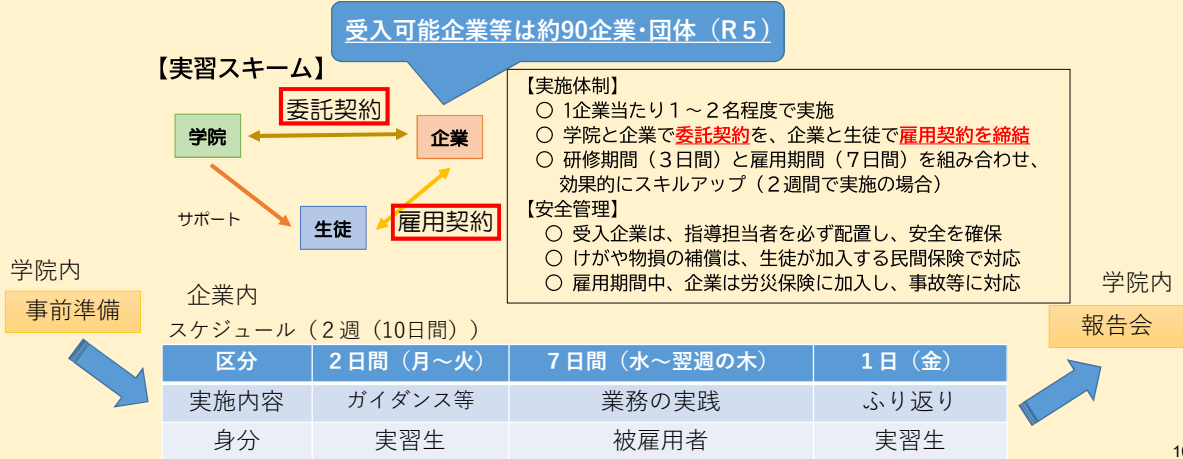 受入可能企業等は約90企業・団体（R５）
【実習スキーム】
委託契約
学院
企業
サポート
生徒
雇用契約
【実施体制】
○ 1企業当たり１～２名程度で実施
○ 学院と企業で委託契約を、企業と生徒で雇用契約を締結
○ 研修期間（３日間）と雇用期間（７日間）を組み合わせ、
効果的にスキルアップ（２週間で実施の場合）
【安全管理】
○ 受入企業は、指導担当者を必ず配置し、安全を確保
○ けがや物損の補償は、生徒が加入する民間保険で対応
○ 雇用期間中、企業は労災保険に加入し、事故等に対応
学院内
事前準備
企業内
スケジュール（２週（10日間））
区分 ２日間（月～火） ７日間（水～翌週の木） １日（金）
実施内容 ガイダンス等 業務の実践 ふり返り
身分 実習生 被雇用者 実習生
学院内
報告会